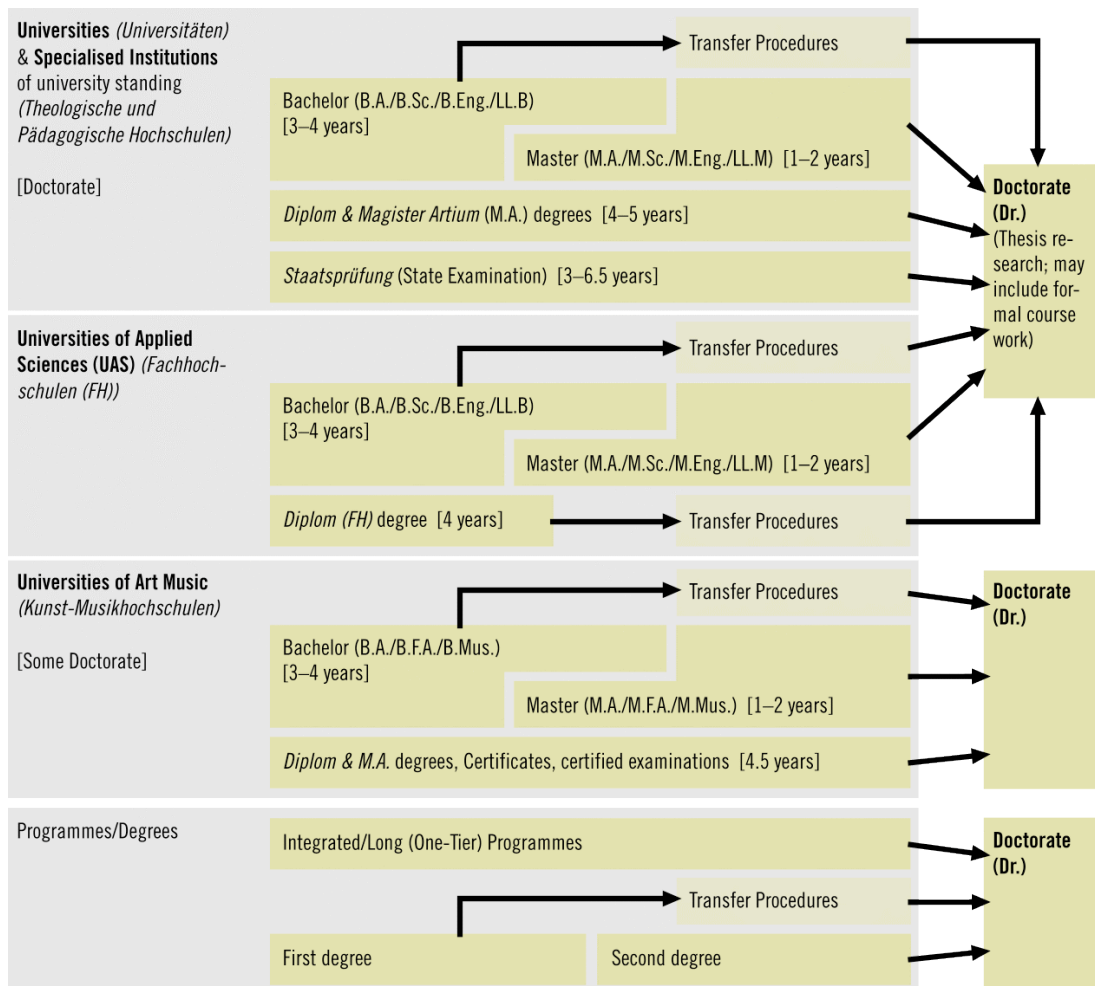 Universities (Universitäten)
& Specialised Institutions
of university standing
(Theologische und
Pädagogische Hochschulen)
[Doctorate]
Transfer Procedures
Bachelor (B.A./B.Sc./B.Eng./LL.B)
[3–4 years]
Master (M.A./M.Sc./M.Eng./LL.M) [1–2 years]
Diplom & Magister Artium (M.A.) degrees [4–5 years]
Staatsprüfung (State Examination) [3–6.5 years]
Doctorate
(Dr.)
(Thesis re-
search; may
include for-
mal course
work)
Universities of Applied
Sciences (UAS) (Fachhoch-
schulen (FH))
Transfer Procedures
Bachelor (B.A./B.Sc./B.Eng./LL.B)
[3–4 years]
Master (M.A./M.Sc./M.Eng./LL.M) [1–2 years]
Diplom (FH) degree [4 years]
Transfer Procedures
Universities of Art Music
(Kunst-Musikhochschulen)
[Some Doctorate]
Transfer Procedures
Bachelor (B.A./B.F.A./B.Mus.)
[3–4 years]
Master (M.A./M.F.A./M.Mus.) [1–2 years]
Diplom & M.A. degrees, Certificates, certified examinations [4.5 years]
Doctorate
(Dr.)
Programmes/Degrees
Integrated/Long (One-Tier) Programmes
Transfer Procedures
First degree
Second degree
Doctorate
(Dr.)